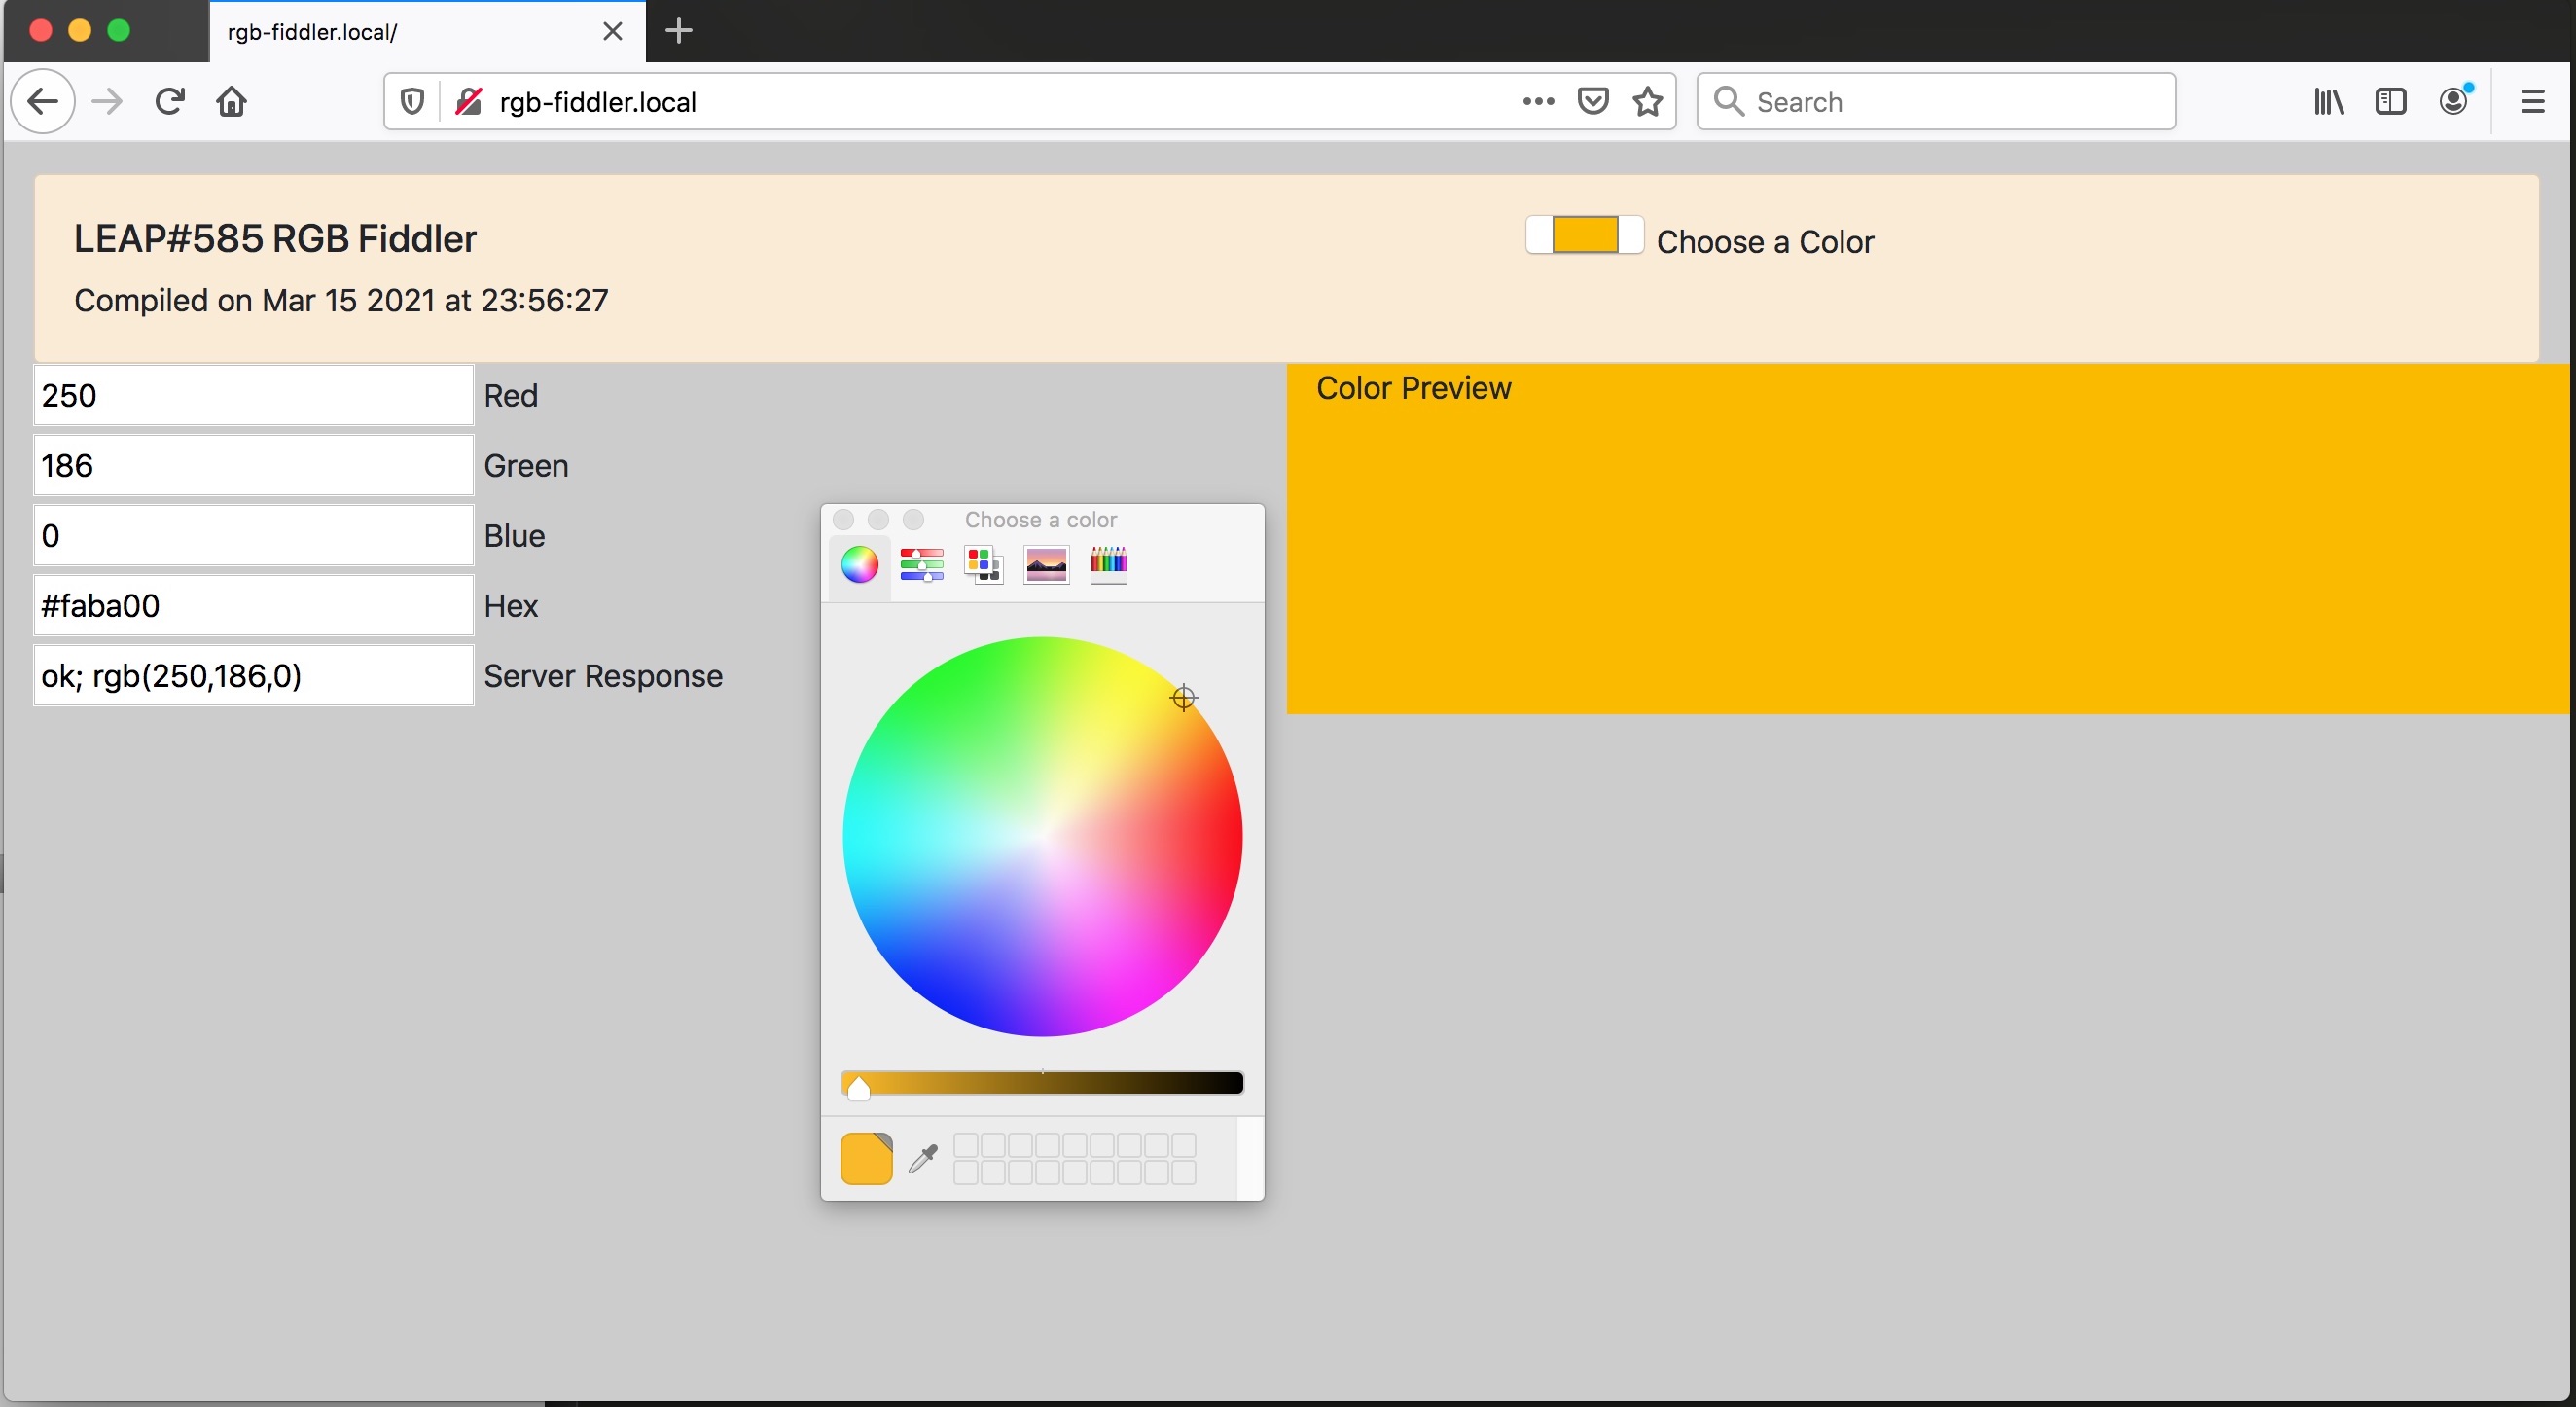 rgb-fiddler.local/
rgb-fiddler.local
Search
LEAP#585 RGB Fiddler
Choose a Color
Compiled on Mar 15 2021 at 23:56:27
250 Red
Color Preview
186 Green
0 Blue
Choose a color
#faba00 Hex
ok; rgb(250,186,0) Server Response